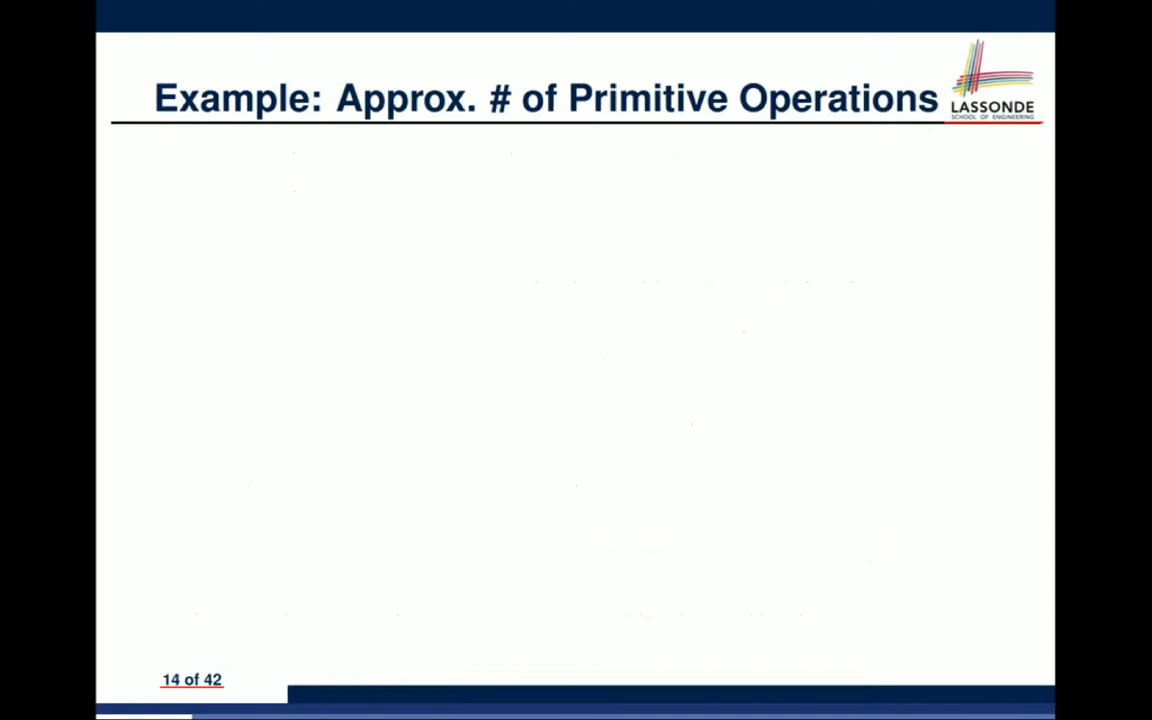 Example: Approx. # of Primitive Operations
LASSONDE
SCHOOL OF ENGINEERING
14 of 42